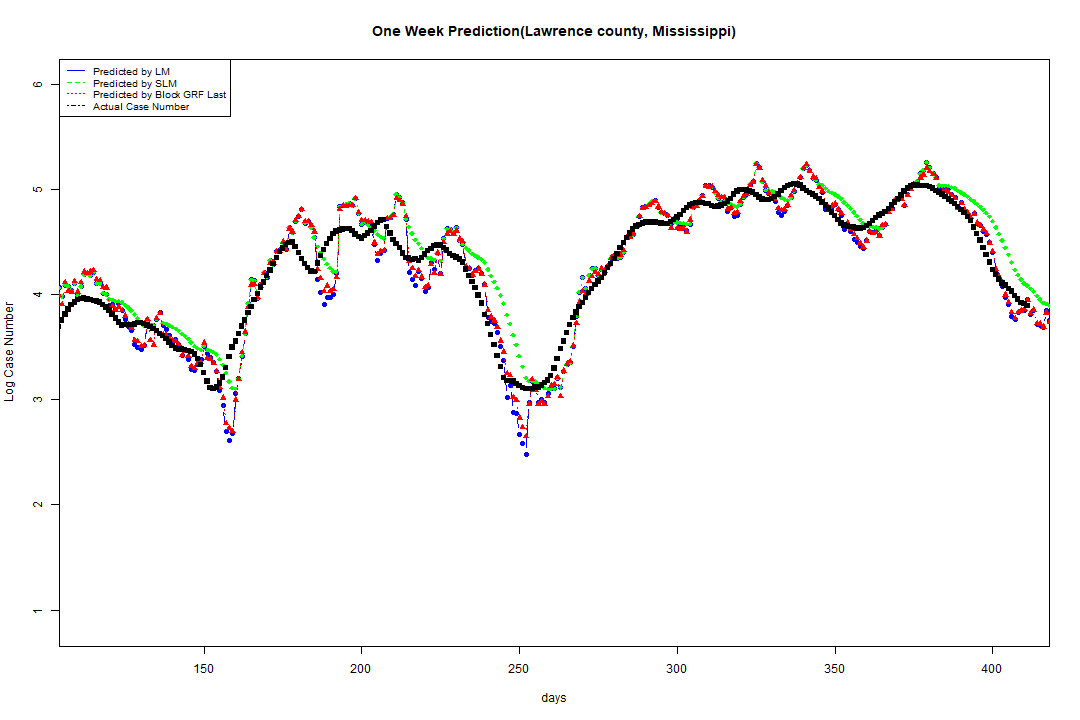 One Week Prediction(Lawrence county, Mississippi)
Predicted by LM
Predicted by SLM
Predicted by Block GRF Last
Actual Case Number
6
5
4
3
2
1
Log Case Number
150 200 250 300 350 400
days